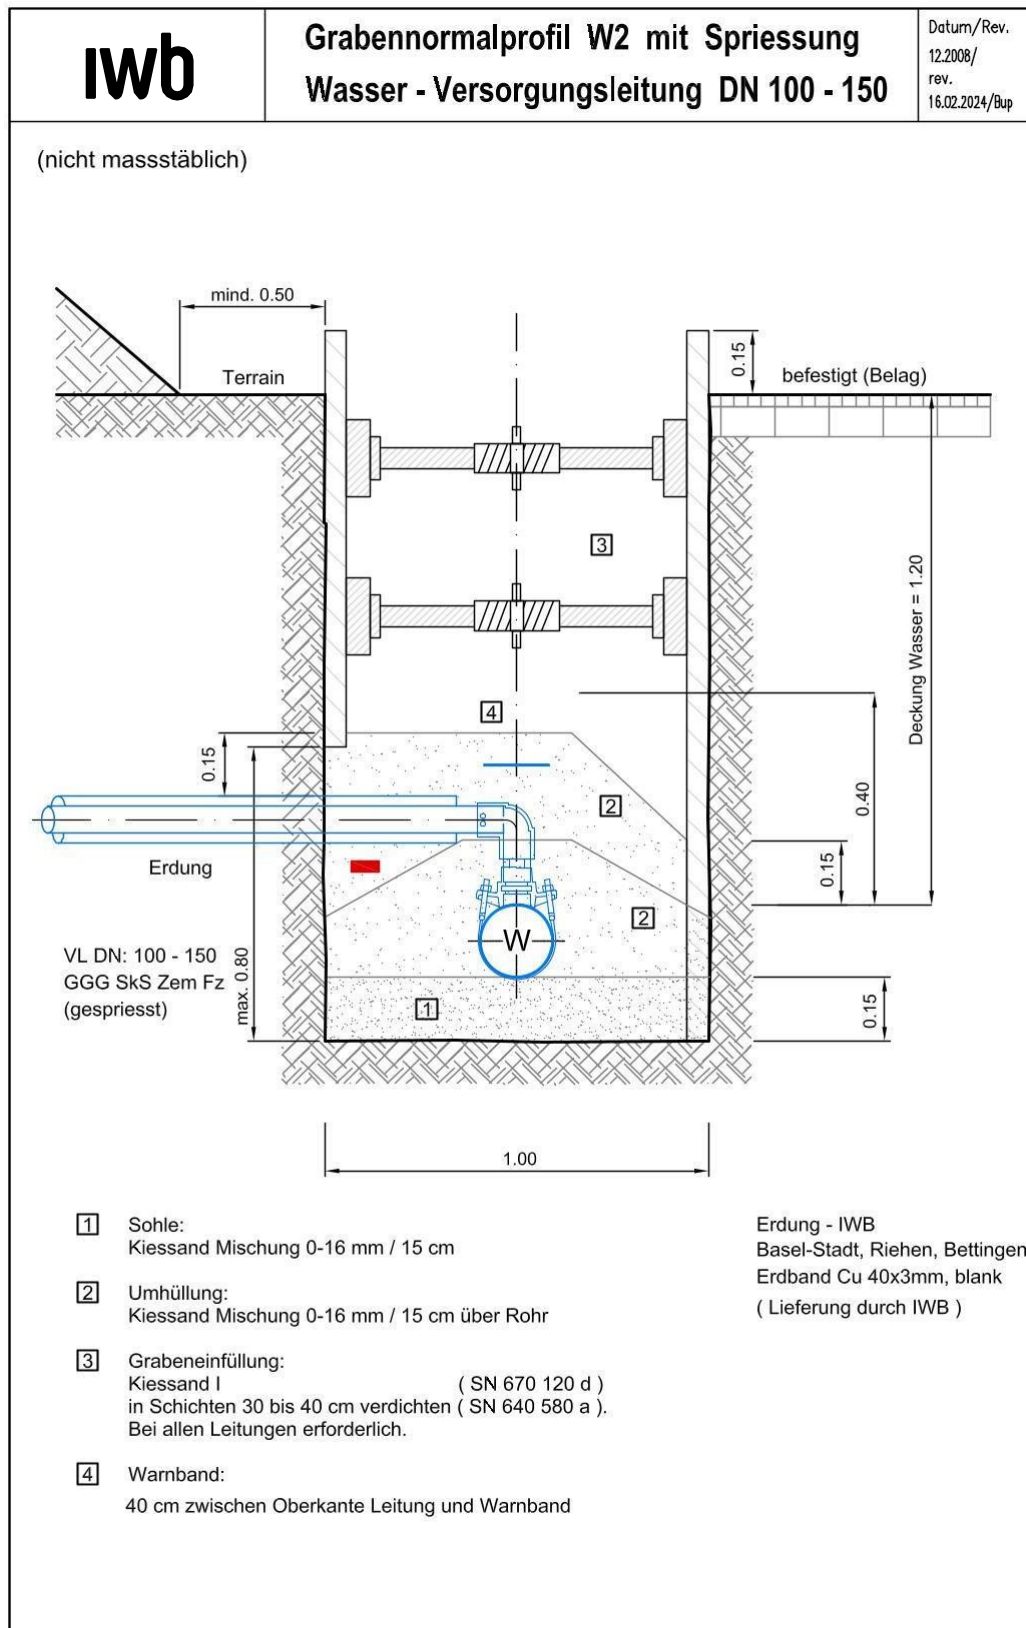 iwb
Grabennormalprofil W2 mit Spriessung
Wasser - Versorgungsleitung DN 100 - 150
Datum/Rev.
12.2008/
rev.
16.02.2024/Bup
(nicht massstäblich)
mind. 0.50
Terrain
0.15
befestigt (Belag)
3
Deckung Wasser = 1.20
4
0.15
2
0.40
Erdung
0.15
2
W
VL DN: 100 - 150
GGG SkS Zem Fz
(gespriesst)
max. 0.80
1
0.15
1.00
1 Sohle:
Kiessand Mischung 0-16 mm / 15 cm
2 Umhüllung:
Kiessand Mischung 0-16 mm / 15 cm über Rohr
3 Grabeneinfüllung:
Kiessand I ( SN 670 120 d )
in Schichten 30 bis 40 cm verdichten ( SN 640 580 a ).
Bei allen Leitungen erforderlich.
4 Warnband:
40 cm zwischen Oberkante Leitung und Warnband
Erdung - IWB
Basel-Stadt, Riehen, Bettingen
Erdband Cu 40x3mm, blank
( Lieferung durch IWB )